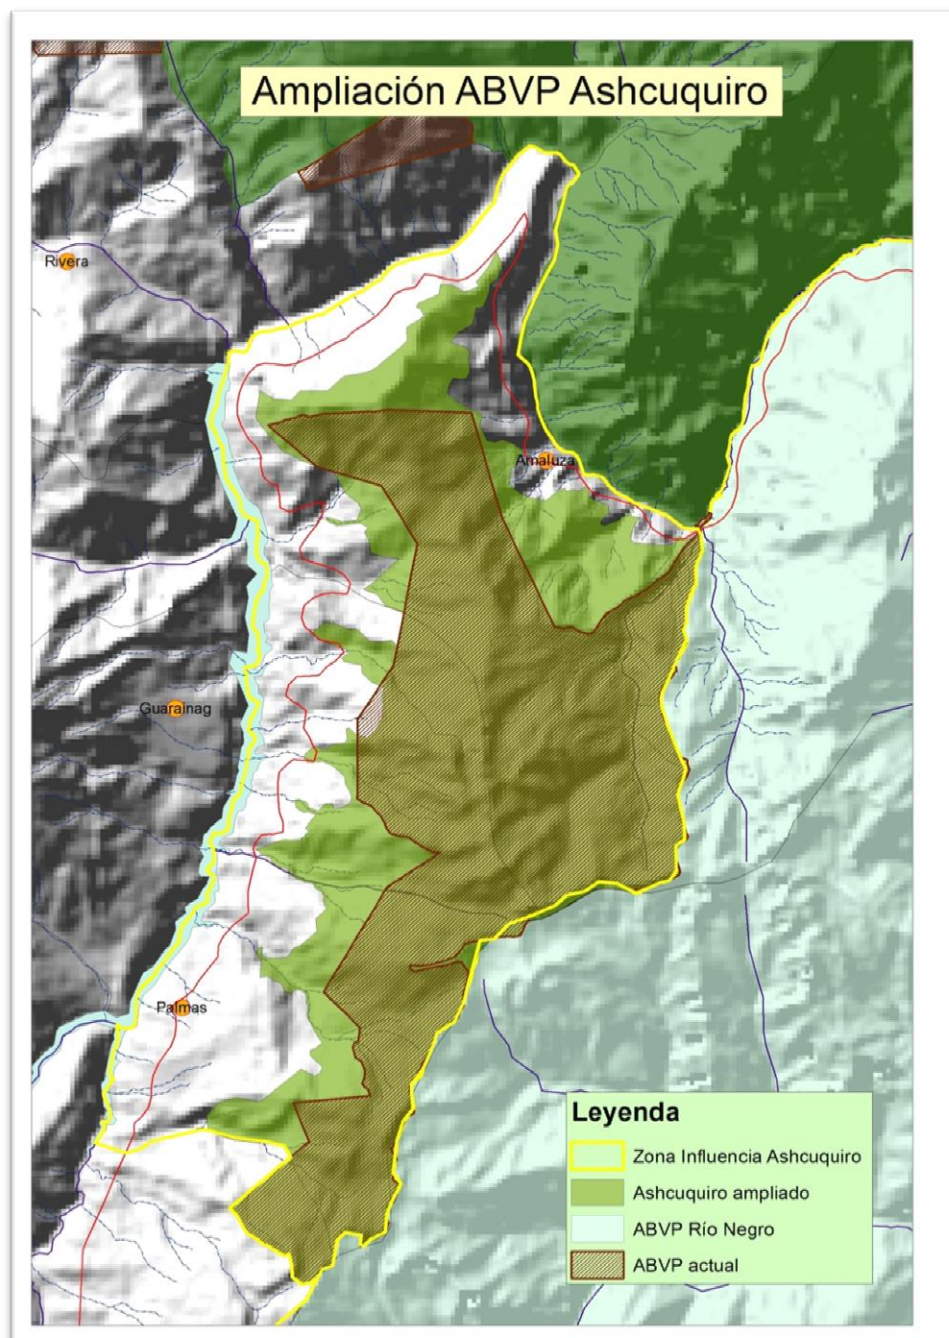 Ampliación ABVP Ashcuquiro
Rivera
Amaluza
Guarainag
Palmas
Leyenda
Zona Influencia Ashcuquiro
Ashcuquiro ampliado
ABVP Río Negro
ABVP actual